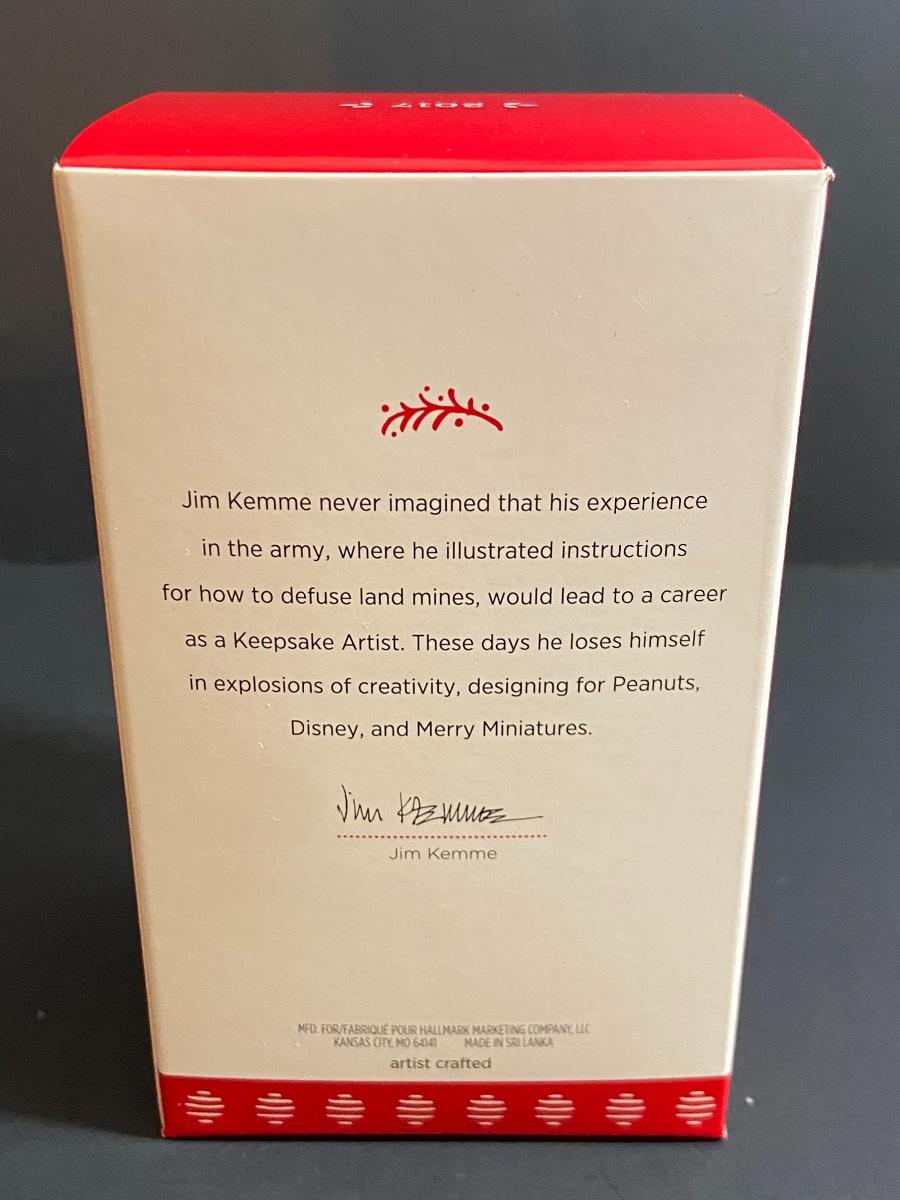 2017
Jim Kemme never imagined that his experience
in the army, where he illustrated instructions
for how to defuse land mines, would lead to a career
as a Keepsake Artist. These days he loses himself
in explosions of creativity, designing for Peanuts,
Disney, and Merry Miniatures.
Jim Kemme
Jim Kemme
MFD. FOR/FABRIQUÉ POUR HALLMARK MARKETING COMPANY, LLC
KANSAS CITY, MO 64141 MADE IN SRI LANKA
artist crafted